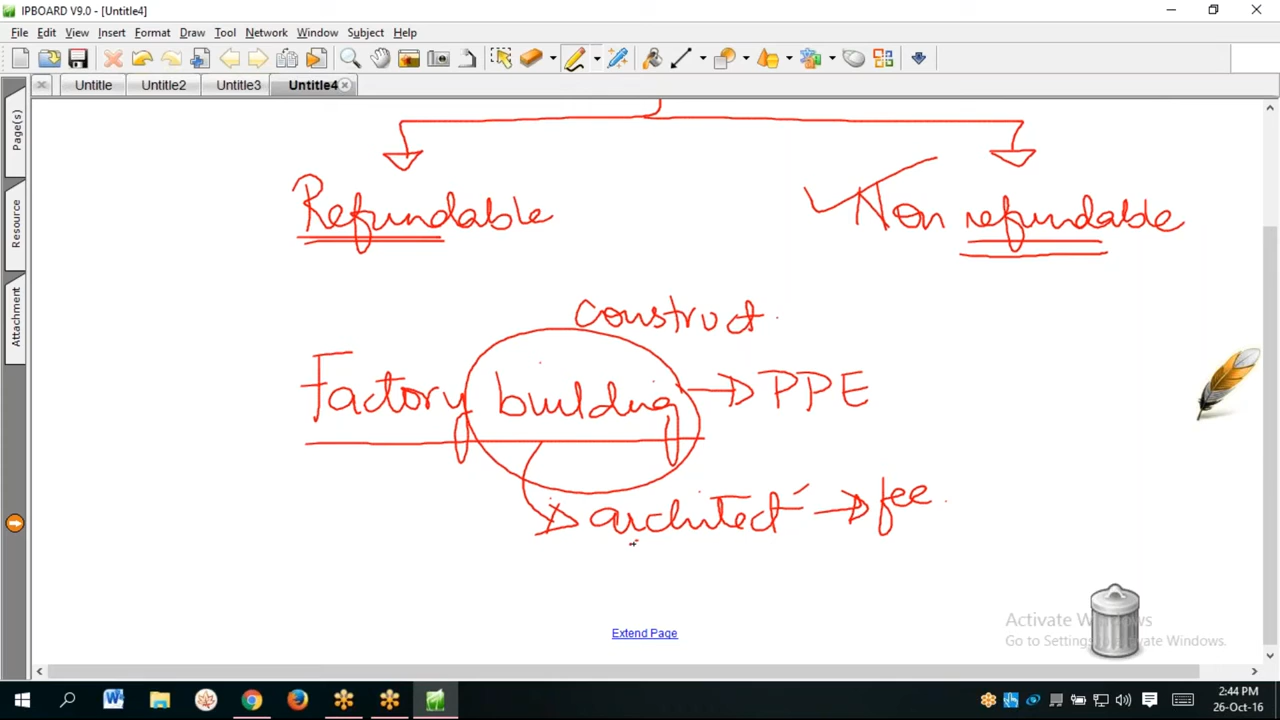 IPBOARD V9.0 - [Untitle4]
File Edit View Insert Format Draw Tool Network Window Subject Help
Untitle Untitle2 Untitle3 Untitle4
Page(s)
Resource
Attachment
Refundable Non refundable
construct
Factory building PPE
architect fee
Activate Windows
Go to Settings to activate Windows.
Extend Page
2:44 PM
26-Oct-16